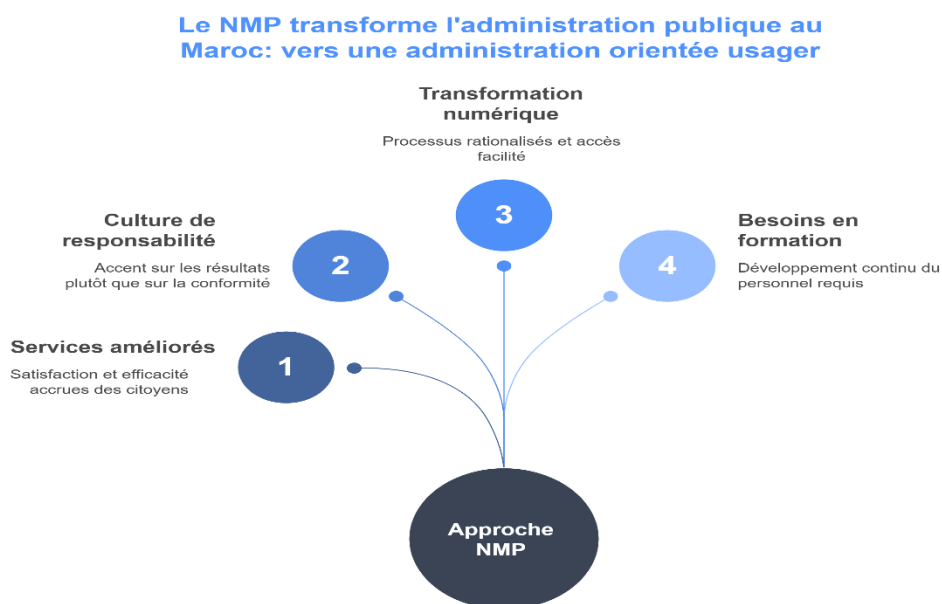 Le NMP transforme l'administration publique au
Maroc: vers une administration orientée usager
Transformation
numérique
Processus rationalisés et accès
facilité
3
Culture de
responsabilité
Accent sur les résultats
plutôt que sur la conformité
2
Besoins en
formation
Développement continu du
personnel requis
4
Services améliorés
Satisfaction et efficacité
accrues des citoyens
1
Approche
NMP